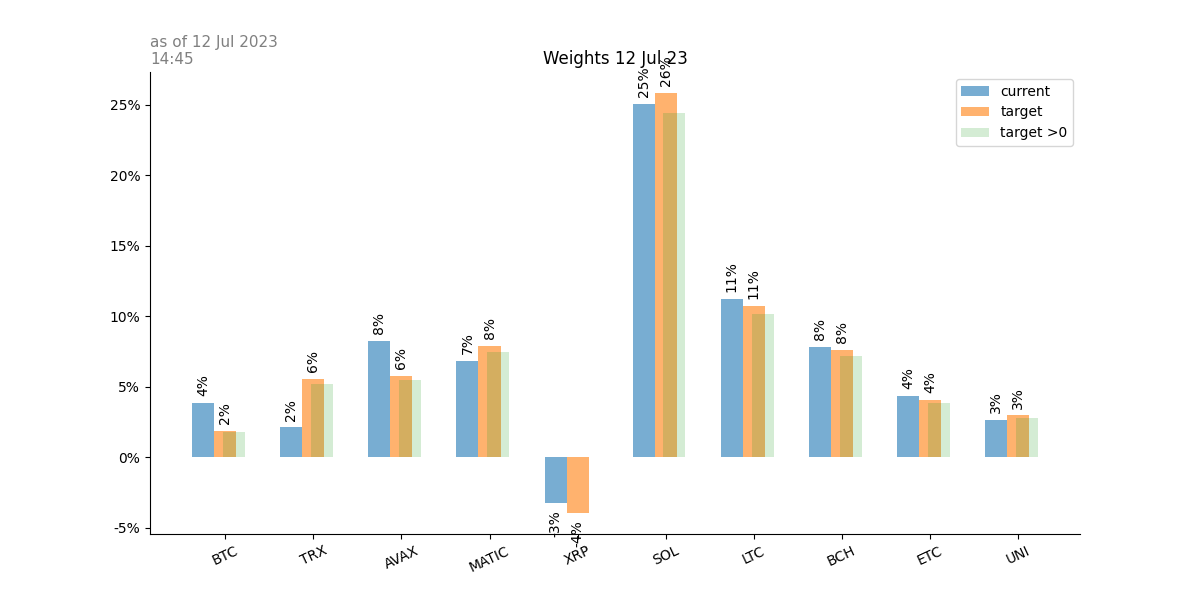 as of 12 Jul 2023
14:45
Weights 12 Jul 23
current
target
target >0
25%
20%
15%
10%
5%
0%
-5%
4%
2%
2%
6%
8%
6%
7%
8%
-3%
-4%
25%
26%
11%
11%
8%
8%
4%
4%
3%
3%
BTC
TRX
AVAX
MATIC
XRP
SOL
LTC
BCH
ETC
UNI